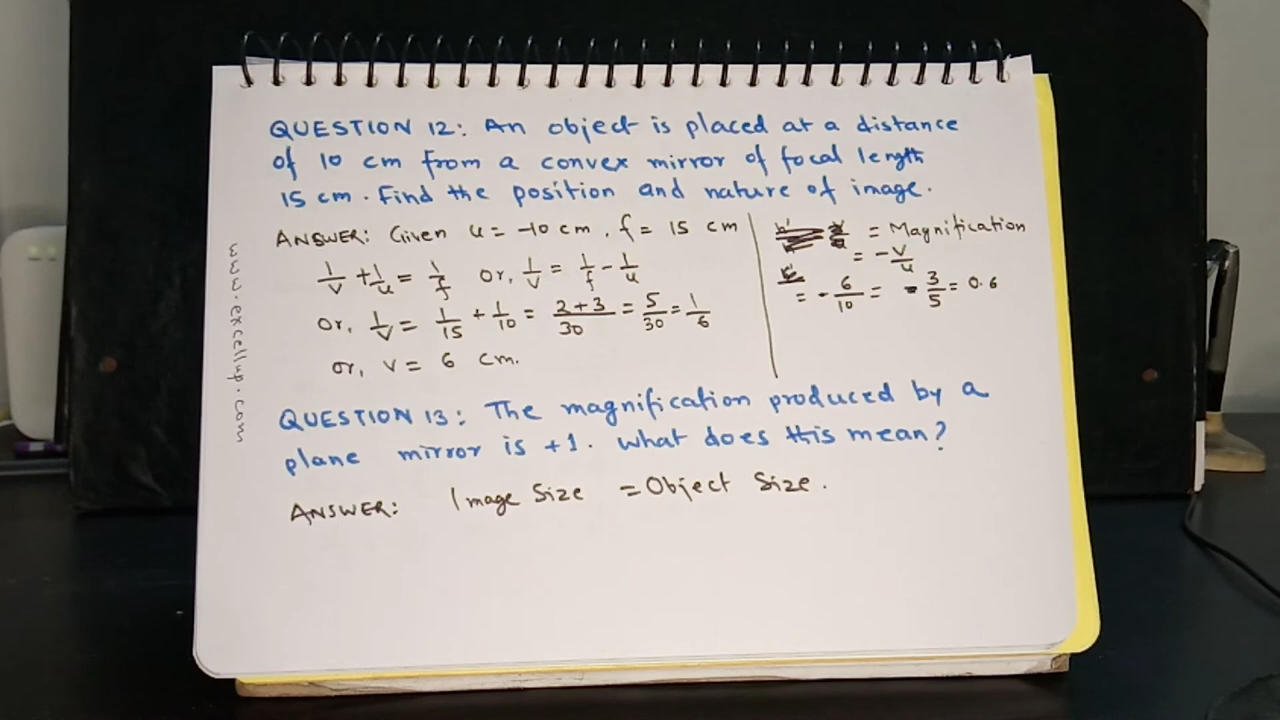 QUESTION 12: An object is placed at a distance
of 10 cm from a convex mirror of focal length
15 cm. Find the position and nature of image.
ANSWER: Given u = -10 cm, f = 15 cm
1/v + 1/u = 1/f or, 1/v = 1/f - 1/u
or, 1/v = 1/15 + 1/10 = 2+3/30 = 5/30 = 1/6
or, v = 6 cm.
= Magnification
= -v/u
= -6/10 = -3/5 = 0.6
QUESTION 13: The magnification produced by a
plane mirror is +1. What does this mean?
ANSWER: Image Size = Object Size.
www.excellup.com